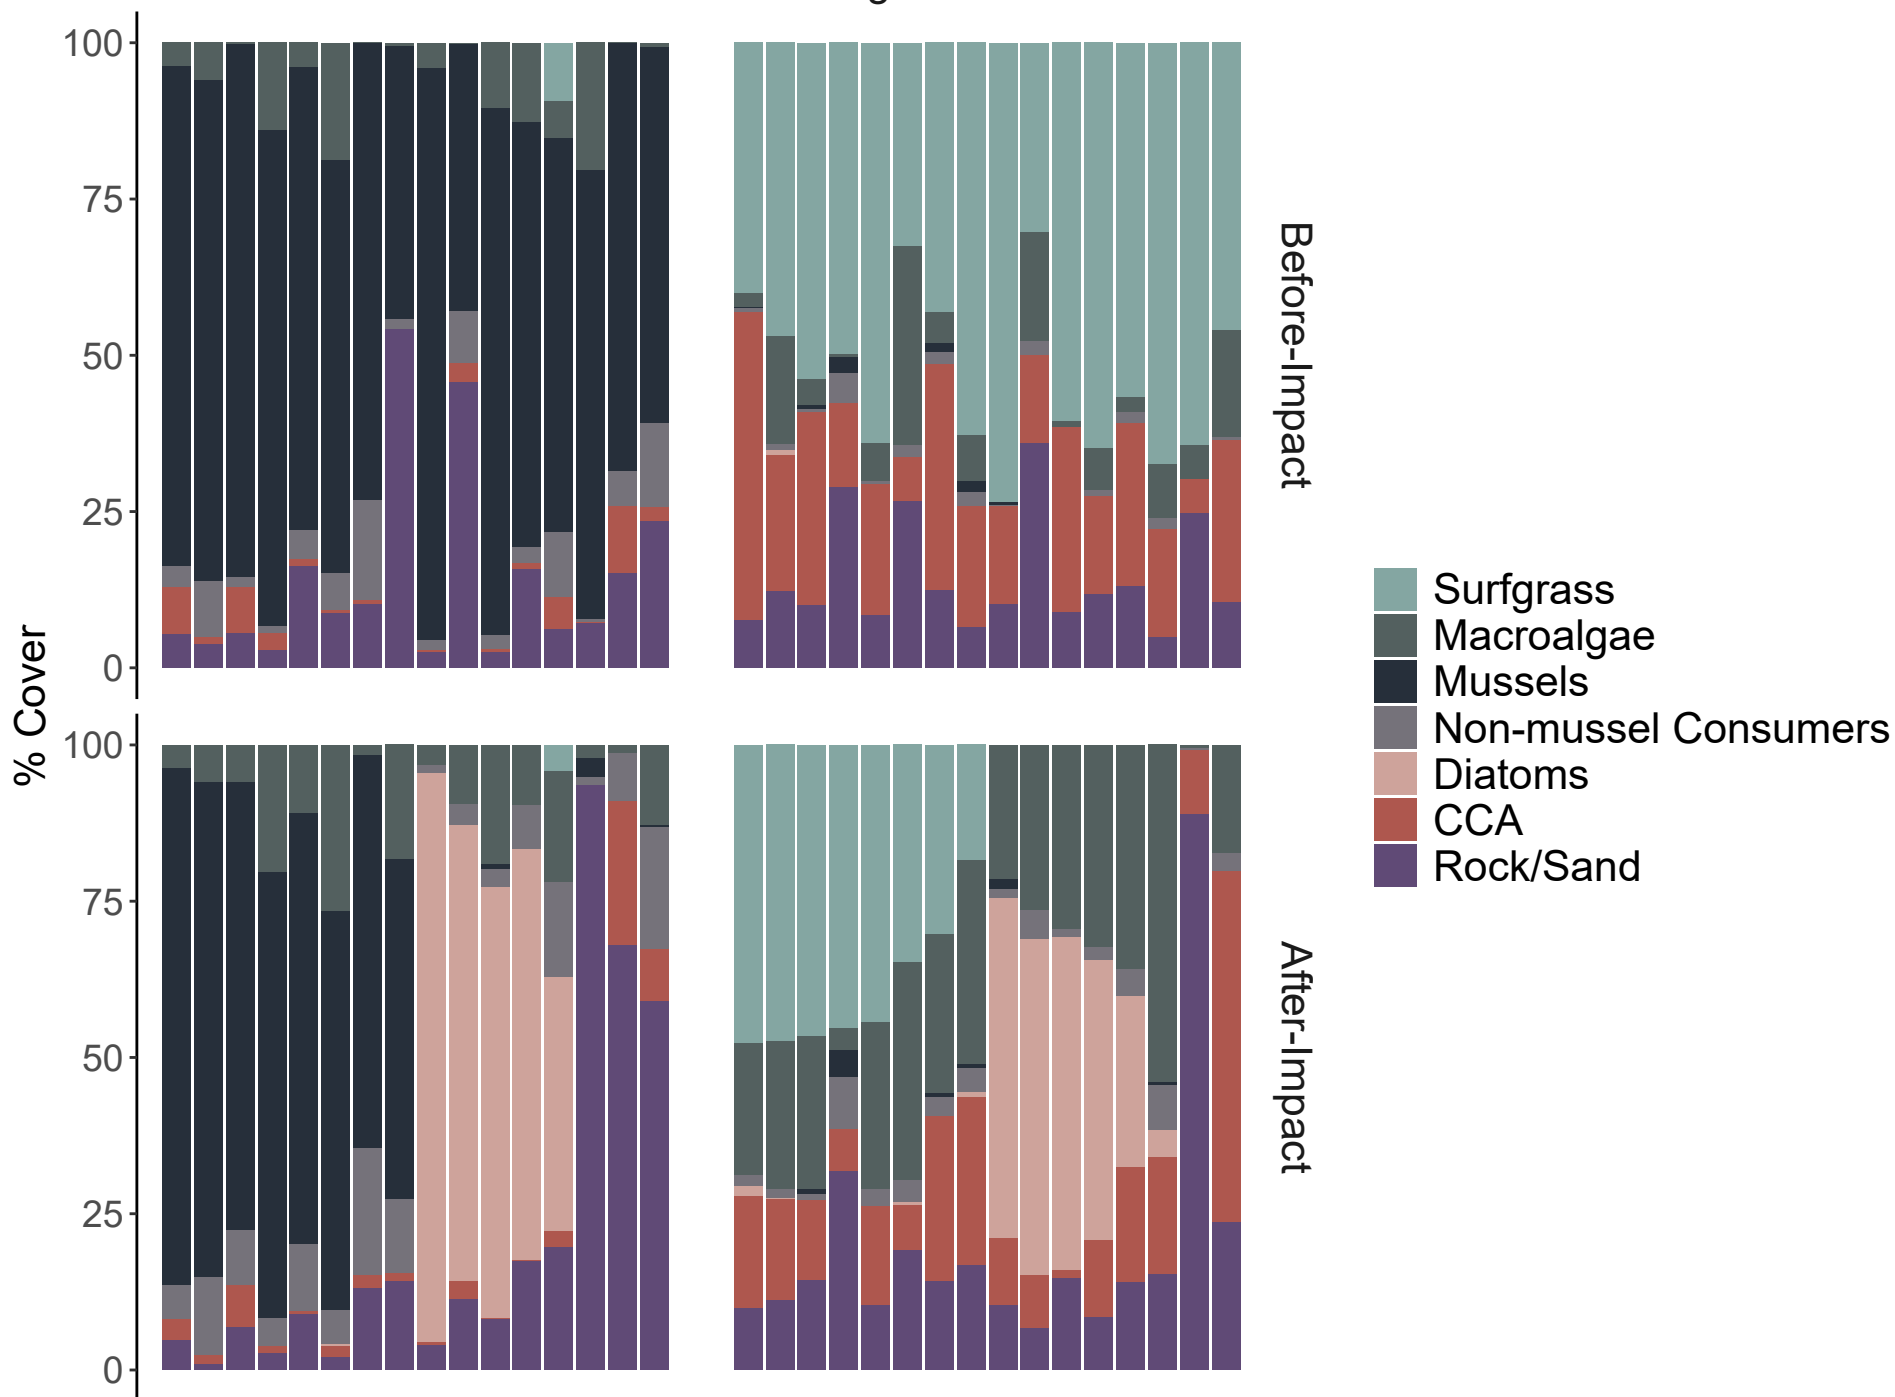 100
75
50
25
0
Before-Impact
% Cover
100
75
50
25
0
After-Impact
Surfgrass
Macroalgae
Mussels
Non-mussel Consumers
Diatoms
CCA
Rock/Sand